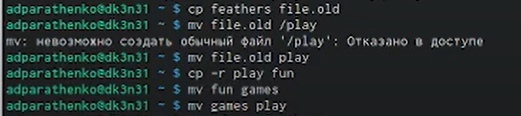 adparathenko@dk3n31 ~ $ cp feathers file.old
adparathenko@dk3n31 ~ $ mv file.old /play
mv: невозможно создать обычный файл '/play': Отказано в доступе
adparathenko@dk3n31 ~ $ mv file.old play
adparathenko@dk3n31 ~ $ cp -r play fun
adparathenko@dk3n31 ~ $ mv fun games
adparathenko@dk3n31 ~ $ mv games play